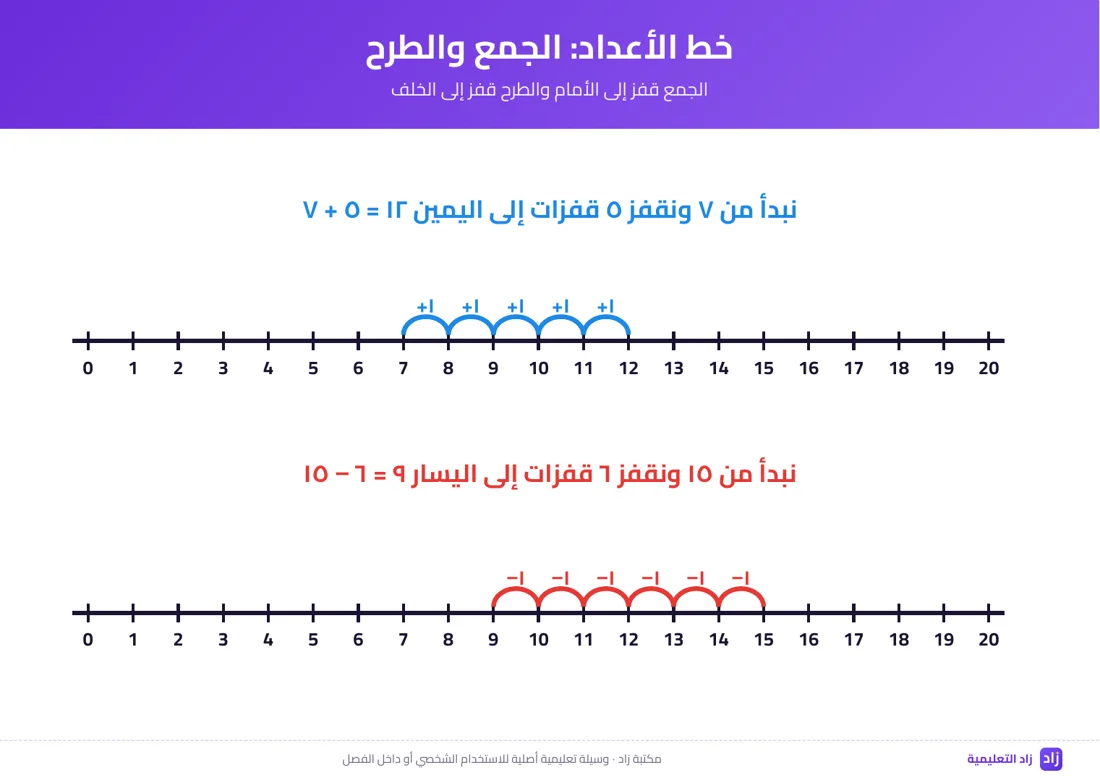 خط الأعداد: الجمع والطرح
الجمع قفز إلى الأمام والطرح قفز إلى الخلف
نبدأ من ٧ ونقفز ٥ قفزات إلى اليمين ١٢ = ٥ + ٧
+١ +١ +١ +١ +١
0 1 2 3 4 5 6 7 8 9 10 11 12 13 14 15 16 17 18 19 20
نبدأ من ١٥ ونقفز ٦ قفزات إلى اليسار ٩ = ٦ − ١٥
−١ −١ −١ −١ −١ −١
0 1 2 3 4 5 6 7 8 9 10 11 12 13 14 15 16 17 18 19 20
زاد زاد التعليمية
مكتبة زاد · وسيلة تعليمية أصلية للاستخدام الشخصي أو داخل الفصل